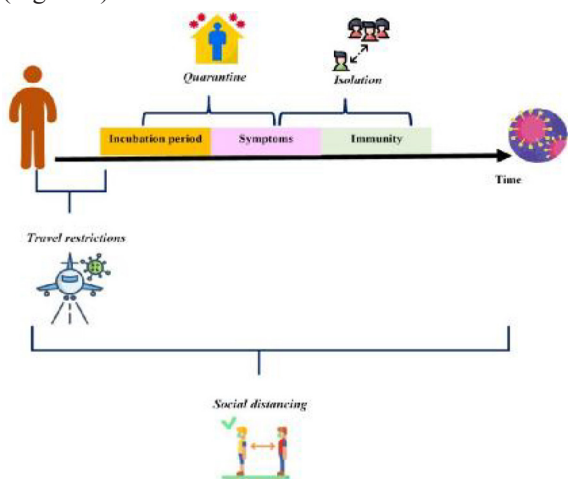 Quarantine
Isolation
Incubation period
Symptoms
Immunity
Time
Travel restrictions
Social distancing